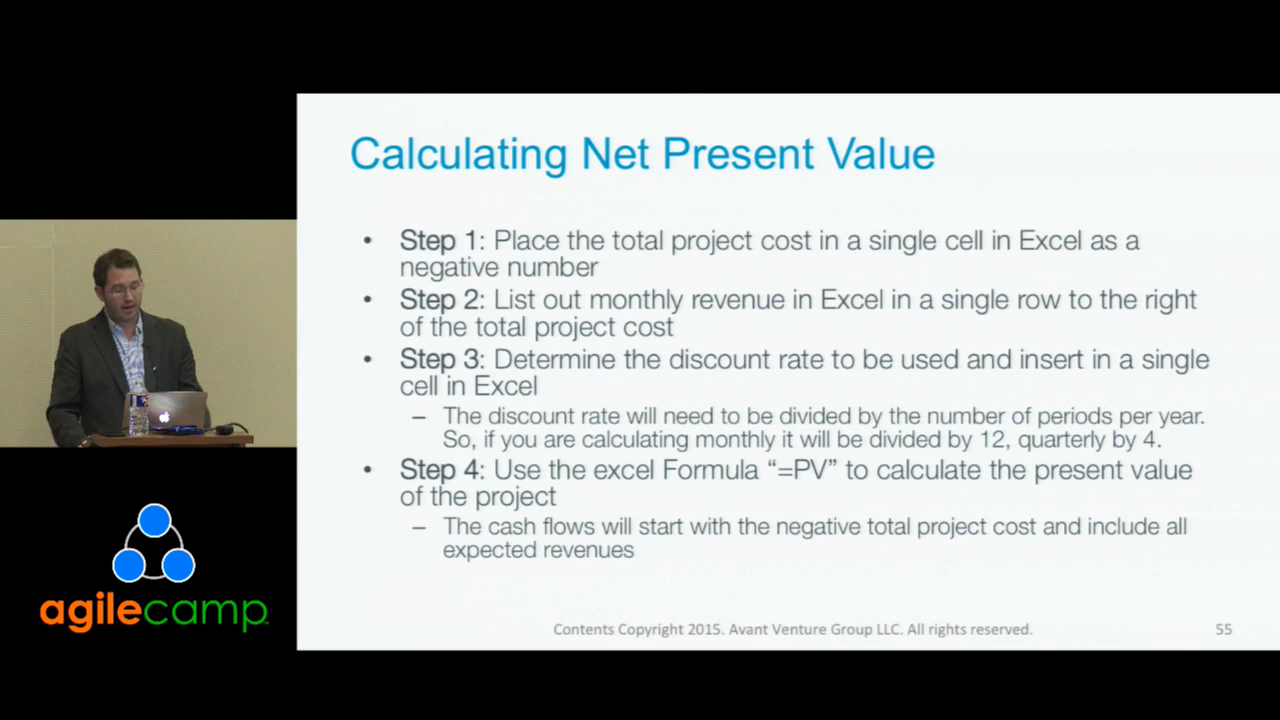 Calculating Net Present Value
• Step 1: Place the total project cost in a single cell in Excel as a
negative number
• Step 2: List out monthly revenue in Excel in a single row to the right
of the total project cost
• Step 3: Determine the discount rate to be used and insert in a single
cell in Excel
– The discount rate will need to be divided by the number of periods per year.
So, if you are calculating monthly it will be divided by 12, quarterly by 4.
• Step 4: Use the excel Formula “=PV” to calculate the present value
of the project
– The cash flows will start with the negative total project cost and include all
expected revenues
Contents Copyright 2015. Avant Venture Group LLC. All rights reserved.
55
agilecamp